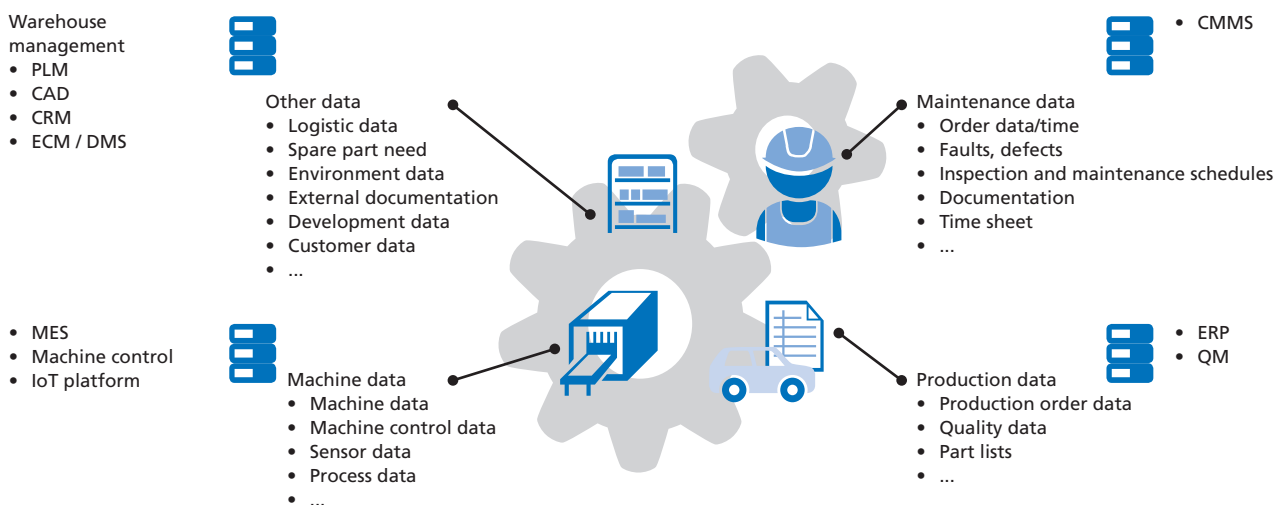 Warehouse
management
• PLM
• CAD
• CRM
• ECM / DMS
Other data
• Logistic data
• Spare part need
• Environment data
• External documentation
• Development data
• Customer data
• ...
• CMMS
Maintenance data
• Order data/time
• Faults, defects
• Inspection and maintenance schedules
• Documentation
• Time sheet
• ...
• MES
• Machine control
• IoT platform
Machine data
• Machine data
• Machine control data
• Sensor data
• Process data
• ...
• ERP
• QM
Production data
• Production order data
• Quality data
• Part lists
• ...